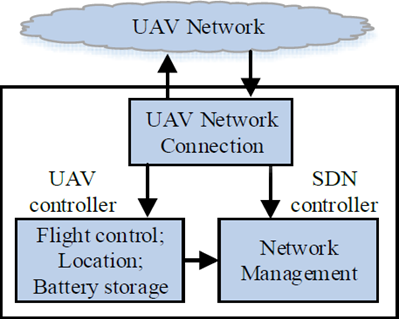 UAV Network
UAV Network
Connection
UAV
controller
SDN
controller
Flight control;
Location;
Battery storage
Network
Management